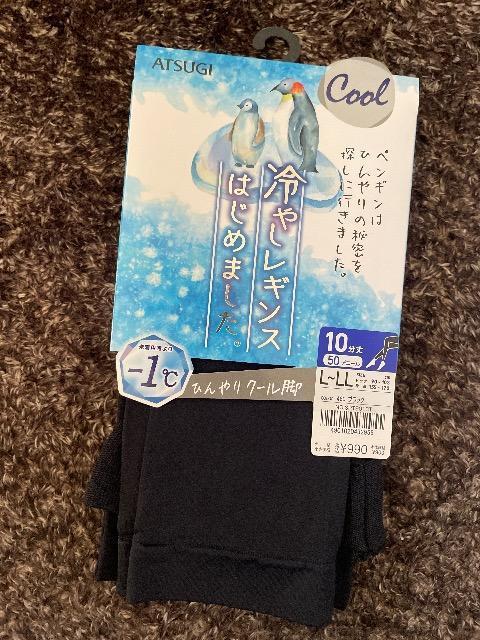 ATSUGI
Cool
ペンギンは
ひんやりの秘密を
探しに行きました。
冷やしレギンス
はじめました。
-1℃
ひんやりクール脚
10分丈
50デニール
L~LL
ブラック
¥990